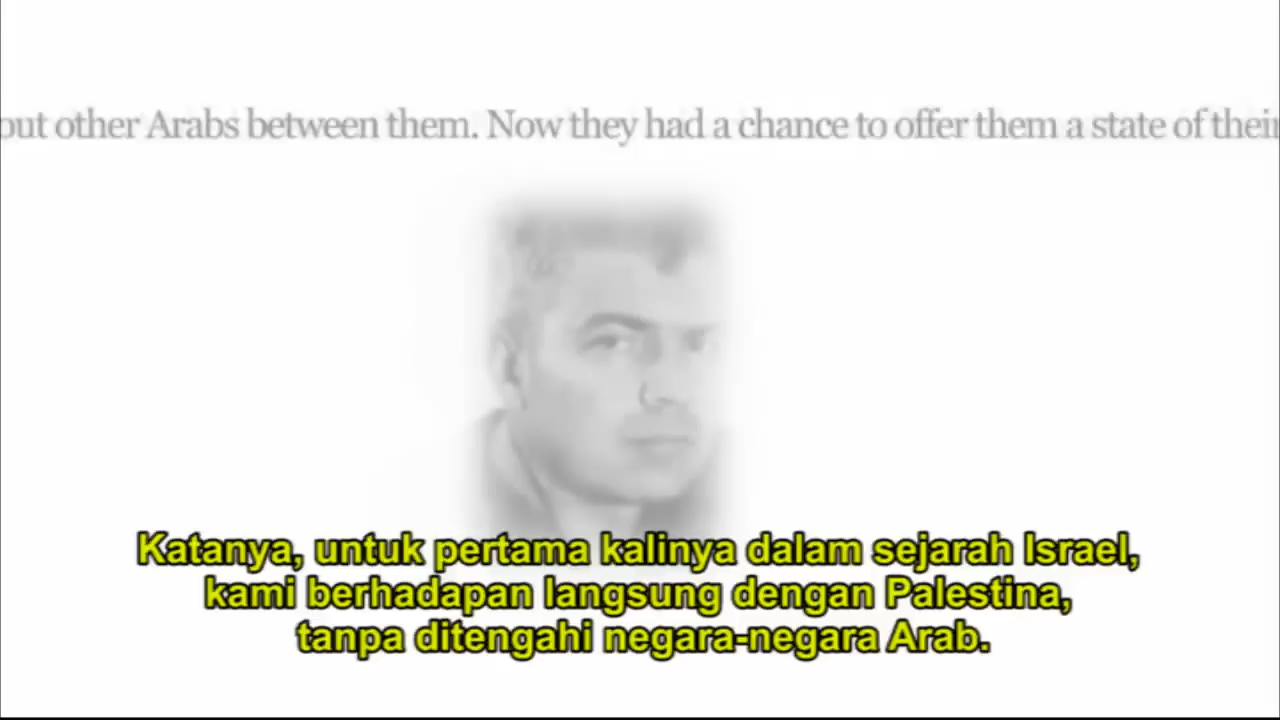 out other Arabs between them. Now they had a chance to offer them a state of their
Katanya, untuk pertama kalinya dalam sejarah Israel,
kami berhadapan langsung dengan Palestina,
tanpa ditengahi negara-negara Arab.